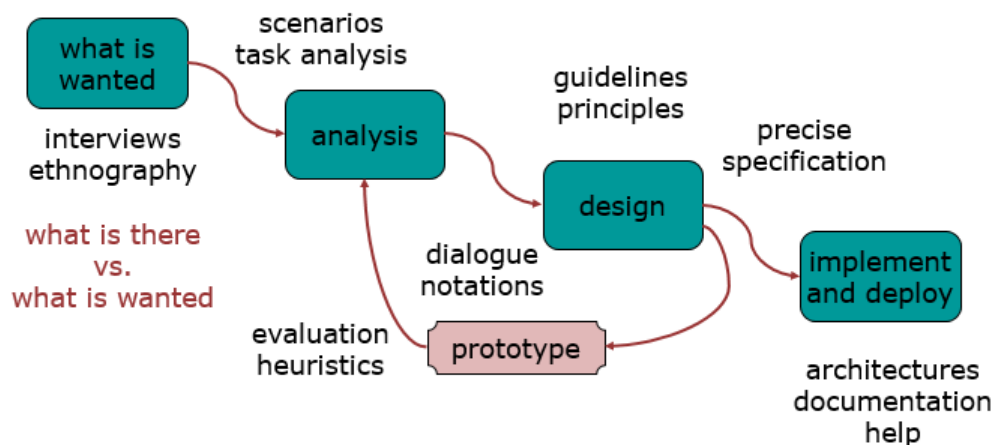 what is
wanted
scenarios
task analysis
interviews
ethnography
analysis
guidelines
principles
precise
specification
design
what is there
vs.
what is wanted
dialogue
notations
implement
and deploy
evaluation
heuristics
prototype
architectures
documentation
help